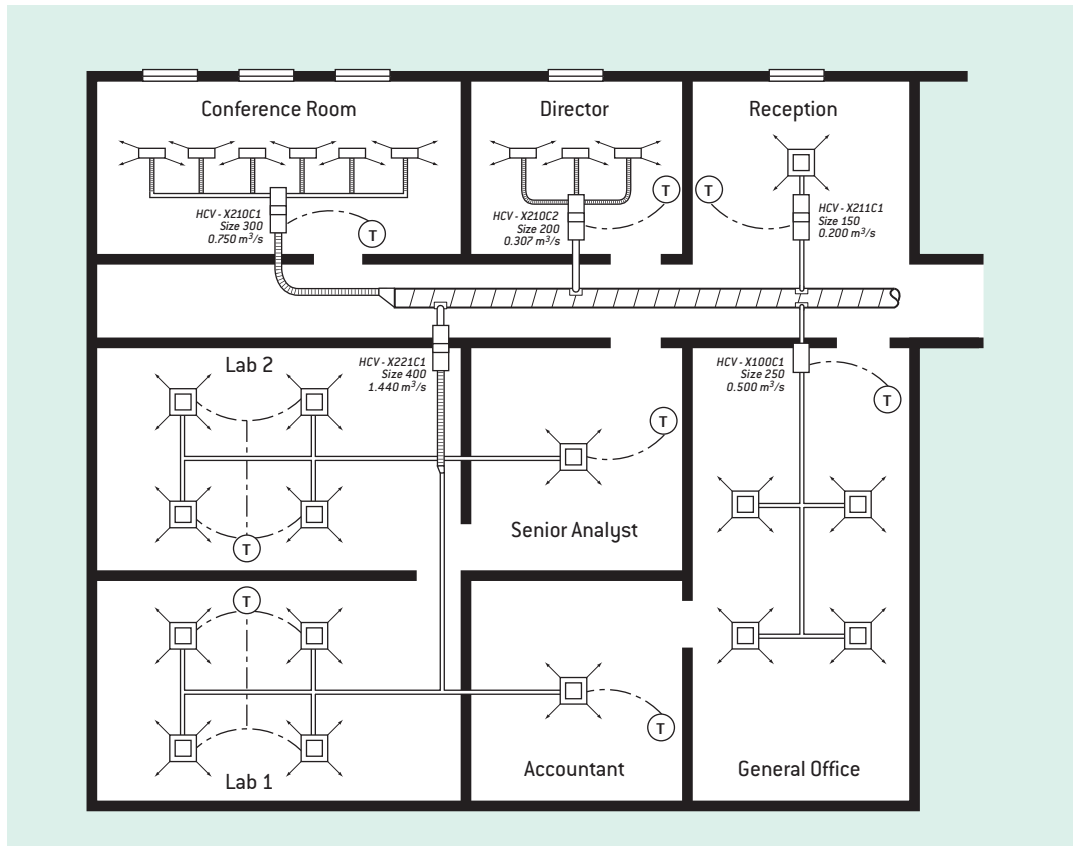 Conference Room
Director
Reception
HCV - X210C1
Size 300
0.750 m³/s
T
HCV - X210C2
Size 200
0.307 m³/s
T
T
HCV - X211C1
Size 150
0.200 m³/s
Lab 2
HCV - X221C1
Size 400
1.440 m³/s
HCV - X100C1
Size 250
0.500 m³/s
T
T
T
Senior Analyst
T
Lab 1
Accountant
T
General Office